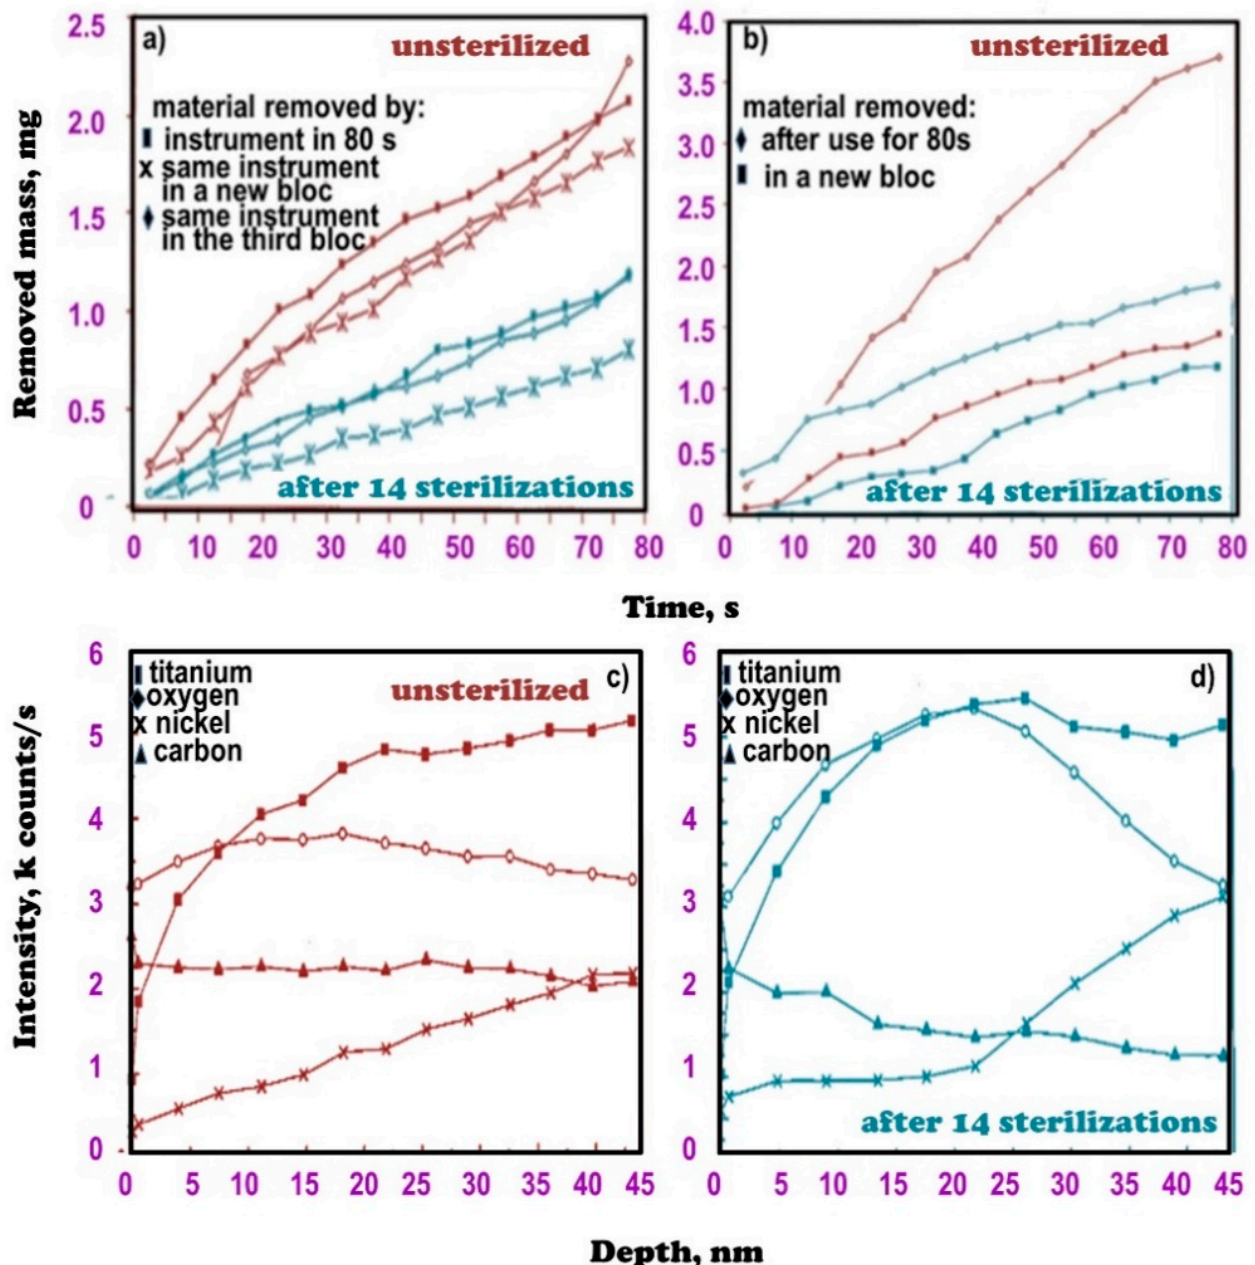 a)
unsterilized
material removed by:
instrument in 80 s
x same instrument
in a new bloc
same instrument
in the third bloc
after 14 sterilizations
2.5
2.0
1.5
1.0
0.5
0
0 10 20 30 40 50 60 70 80
Removed mass, mg
b)
unsterilized
material removed:
after use for 80s
in a new bloc
after 14 sterilizations
4.0
3.5
3.0
2.5
2.0
1.5
1.0
0.5
0
0 10 20 30 40 50 60 70 80
Time, s
c)
titanium
oxygen
x nickel
carbon
unsterilized
6
5
4
3
2
1
0
0 5 10 15 20 25 30 35 40 45
Intensity, k counts/s
d)
titanium
oxygen
x nickel
carbon
after 14 sterilizations
6
5
4
3
2
1
0
0 5 10 15 20 25 30 35 40 45
Depth, nm